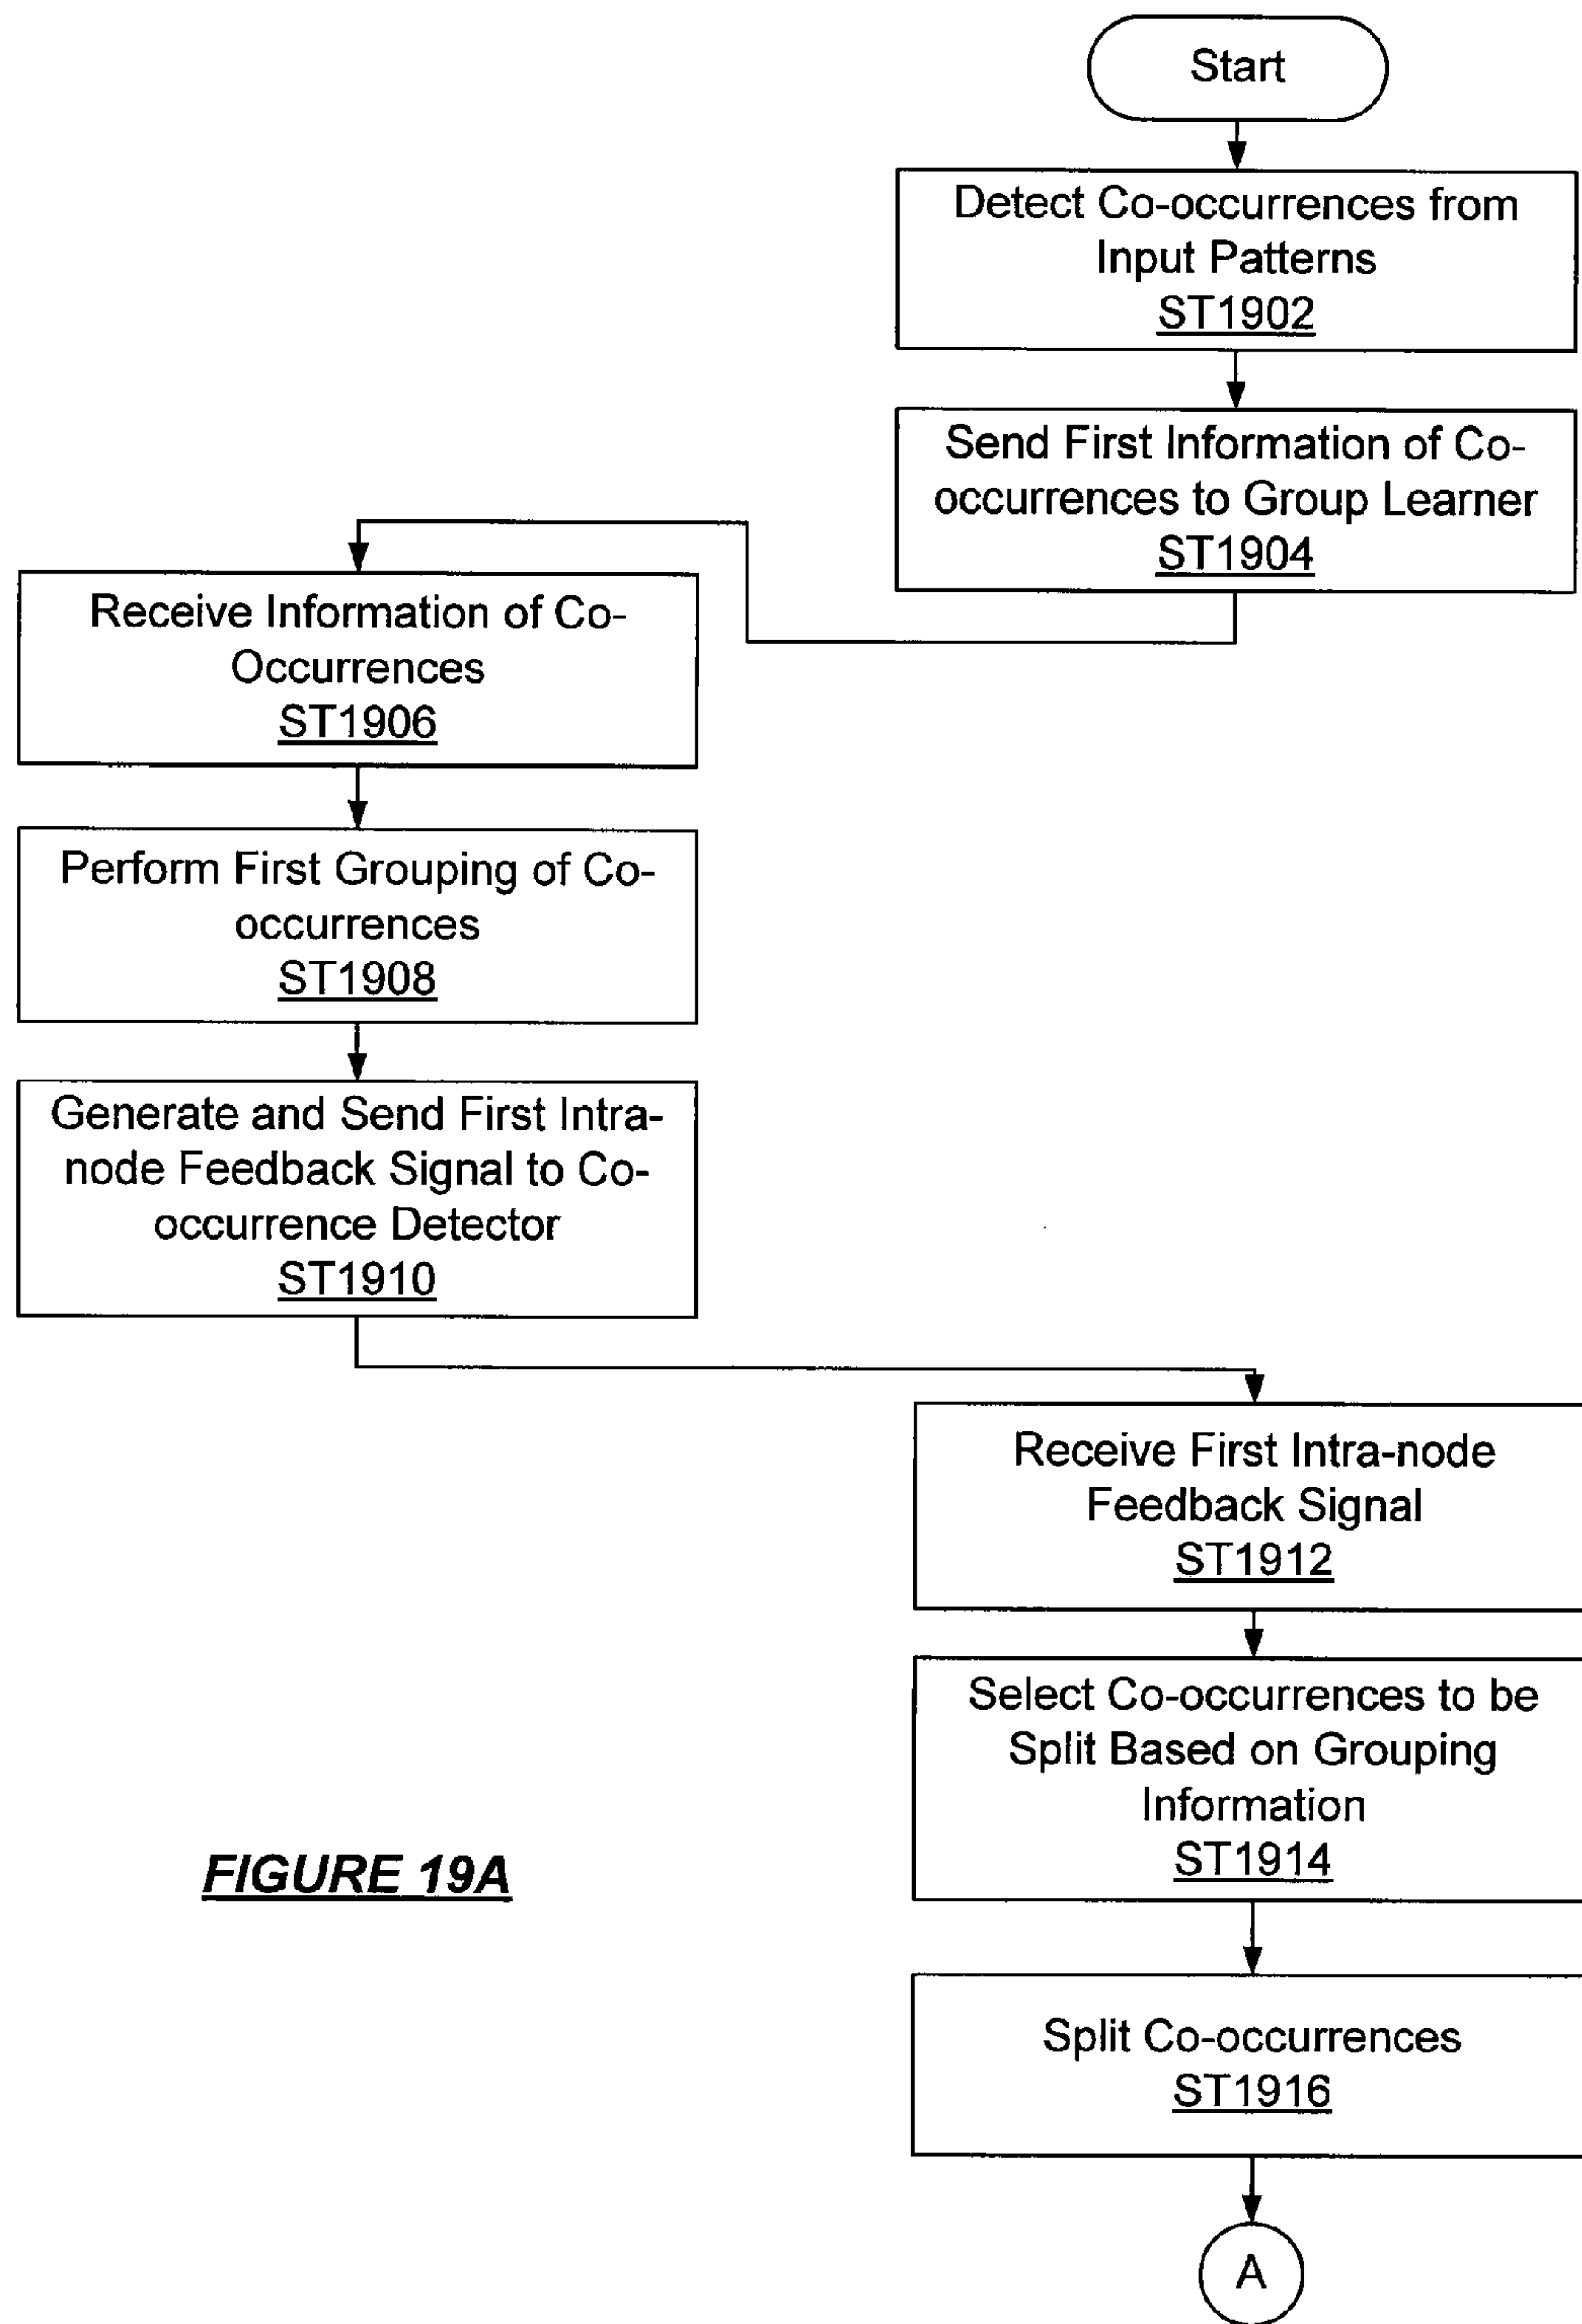 Start
Detect Co-occurrences from
Input Patterns
ST1902
Send First Information of Co-
occurrences to Group Learner
ST1904
Receive Information of Co-
Occurrences
ST1906
Perform First Grouping of Co-
occurrences
ST1908
Generate and Send First Intra-
node Feedback Signal to Co-
occurrence Detector
ST1910
Receive First Intra-node
Feedback Signal
ST1912
Select Co-occurrences to be
Split Based on Grouping
Information
ST1914
FIGURE 19A
Split Co-occurrences
ST1916
A